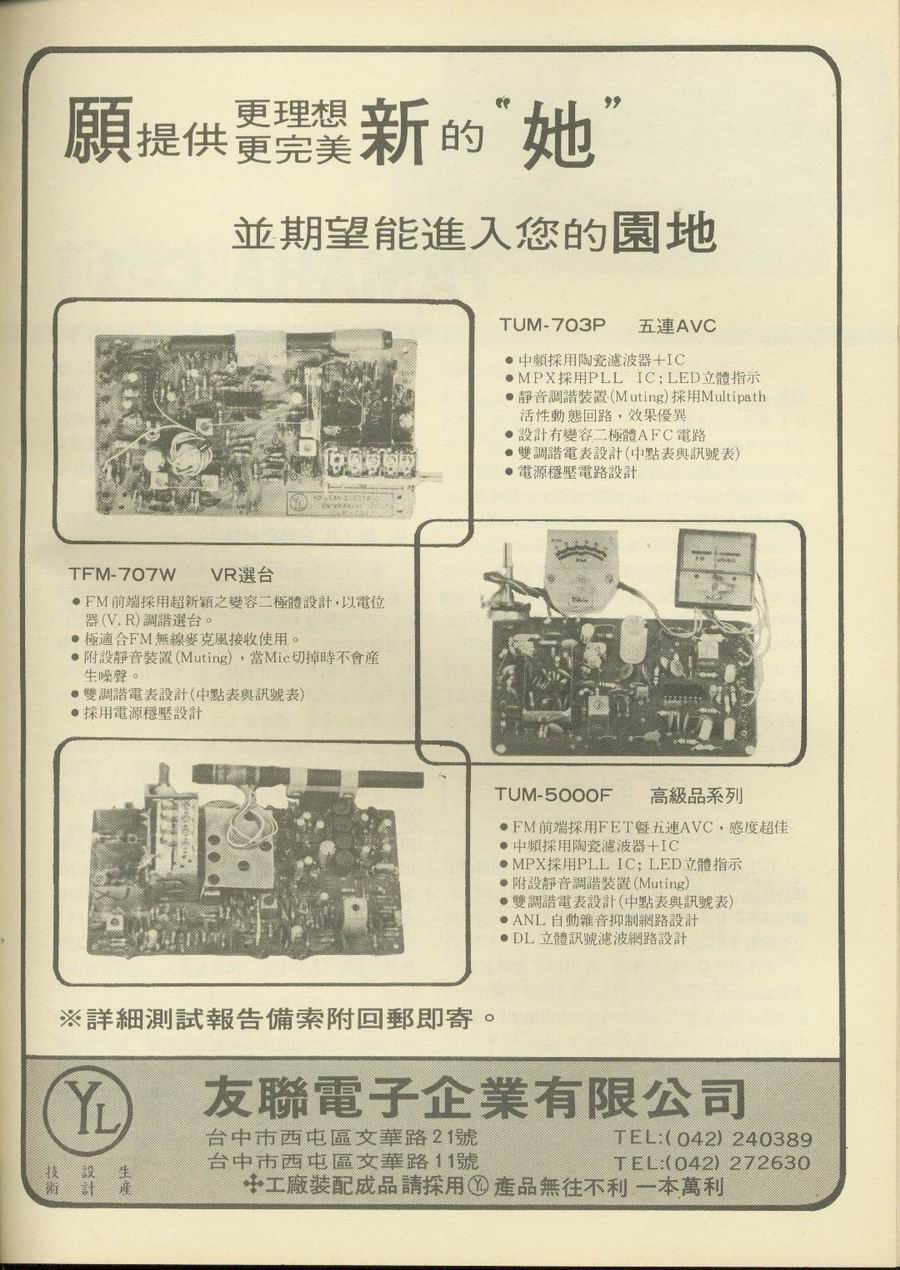 願提供更理想更完美新的“她”
並期望能進入您的園地
TUM-703P 五連AVC
●中頻採用陶瓷濾波器+IC
●MPX採用PLL IC；LED立體指示
●靜音調諧裝置(Muting)採用Multipath
活性動態回路，效果優異
●設計有變容二極體AFC電路
●雙調諧電表設計(中點表與訊號表)
●電源穩壓電路設計
TFM-707W VR選台
●FM前端採用超新穎之變容二極體設計，以電位
器(V.R)調諧選台。
●極適合FM無線麥克風接收使用。
●附設靜音裝置(Muting)，當Mic切掉時不會產
生噪聲。
●雙調諧電表設計(中點表與訊號表)
●採用電源穩壓設計
TUM-5000F 高級品系列
●FM前端採用FET暨五連AVC，感度超佳
●中頻採用陶瓷濾波器+IC
●MPX採用PLL IC；LED立體指示
●附設靜音調諧裝置(Muting)
●雙調諧電表設計(中點表與訊號表)
●ANL自動雜音抑制網路設計
●DL立體訊號濾波網路設計
※詳細測試報告備索附回郵即寄。
YL
技術 設計 生產
友聯電子企業有限公司
台中市西屯區文華路21號 TEL:(042) 240389
台中市西屯區文華路11號 TEL:(042) 272630
✣工廠裝配成品請採用YL產品無往不利 一本萬利